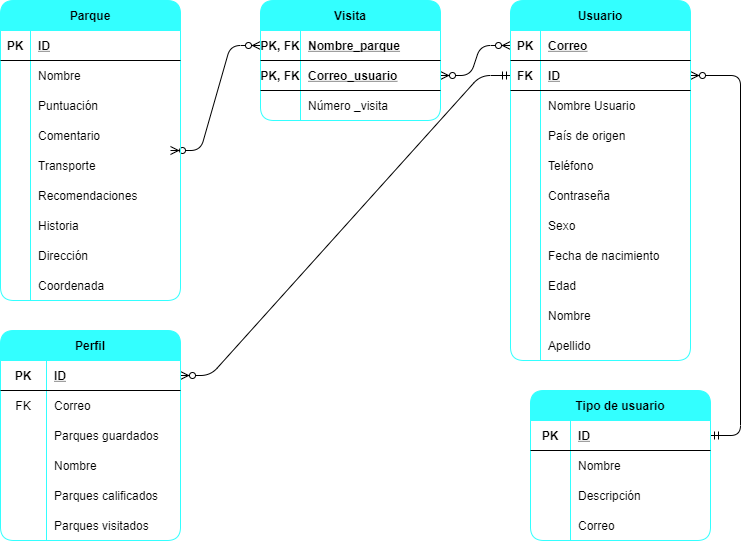 Parque
PK ID
Nombre
Puntuación
Comentario
Transporte
Recomendaciones
Historia
Dirección
Coordenada
Visita
PK, FK Nombre_parque
PK, FK Correo_usuario
Número _visita
Usuario
PK Correo
FK ID
Nombre Usuario
País de origen
Teléfono
Contraseña
Sexo
Fecha de nacimiento
Edad
Nombre
Apellido
Perfil
PK ID
FK Correo
Parques guardados
Nombre
Parques calificados
Parques visitados
Tipo de usuario
PK ID
Nombre
Descripción
Correo